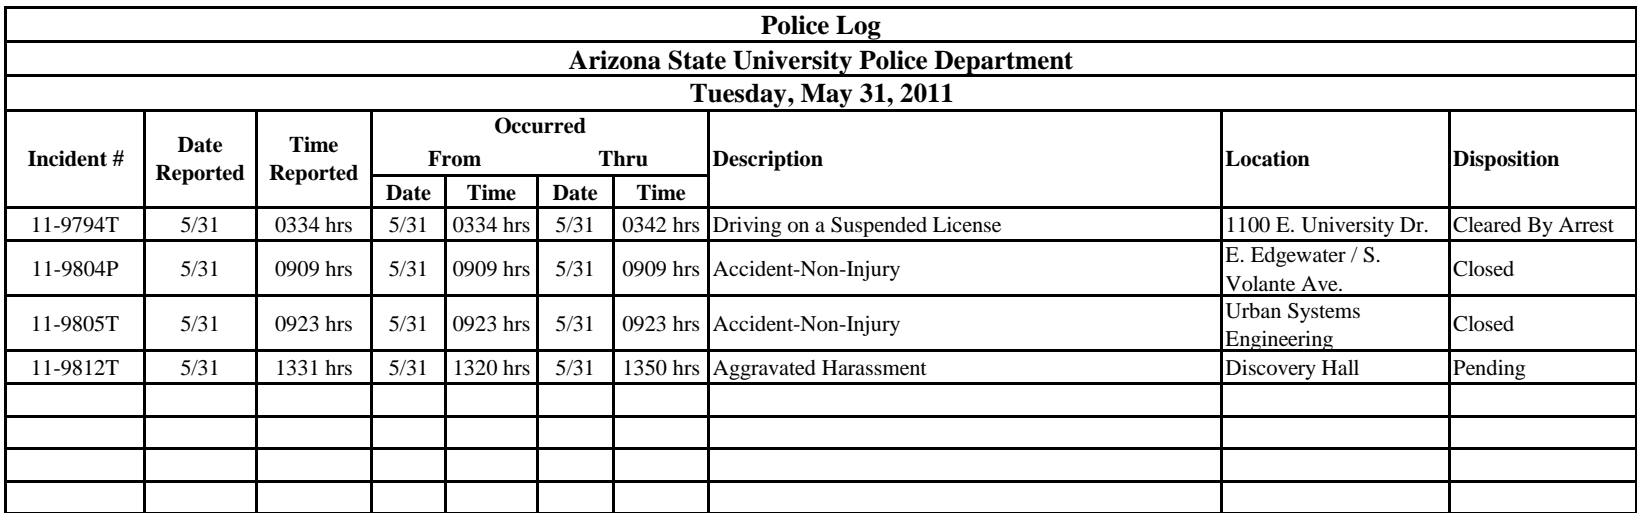 Police Log
Arizona State University Police Department
Tuesday, May 31, 2011
Incident # Date Reported Time Reported Occurred Description Location Disposition
From Thru
Date Time Date Time
11-9794T 5/31 0334 hrs 5/31 0334 hrs 5/31 0342 hrs Driving on a Suspended License 1100 E. University Dr. Cleared By Arrest
11-9804P 5/31 0909 hrs 5/31 0909 hrs 5/31 0909 hrs Accident-Non-Injury E. Edgewater / S.
Volante Ave. Closed
11-9805T 5/31 0923 hrs 5/31 0923 hrs 5/31 0923 hrs Accident-Non-Injury Urban Systems
Engineering Closed
11-9812T 5/31 1331 hrs 5/31 1320 hrs 5/31 1350 hrs Aggravated Harassment Discovery Hall Pending